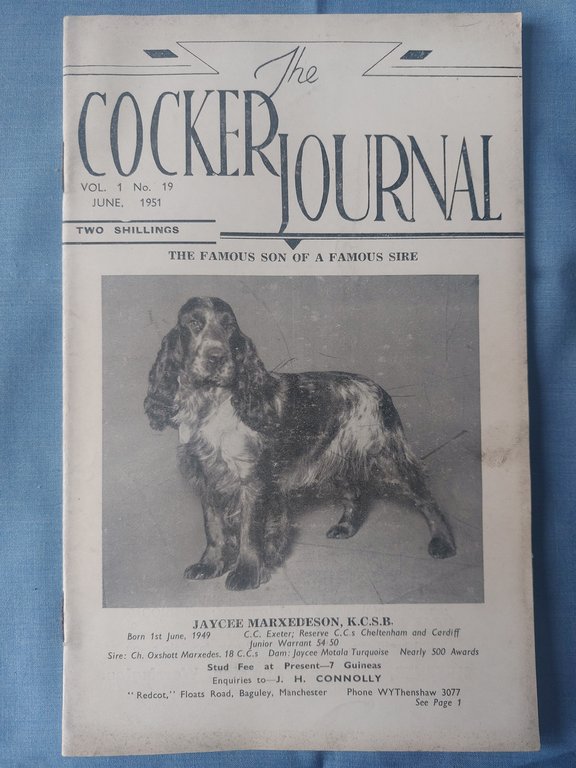 The
COCKER
JOURNAL
VOL. 1 No. 19
JUNE, 1951
TWO SHILLINGS
THE FAMOUS SON OF A FAMOUS SIRE
JAYCEE MARXEDESON, K.C.S.B.
Born 1st June, 1949 C.C. Exeter; Reserve C.C.s Cheltenham and Cardiff
Junior Warrant 54-50
Sire: Ch. Oxshott Marxedes. 18 C.C,s Dam: Jaycee Motala Turquoise Nearly 500 Awards
Stud Fee at Present—7 Guineas
Enquiries to—J. H. CONNOLLY
"Redcot," Floats Road, Baguley, Manchester Phone WYThenshaw 3077
See Page 1